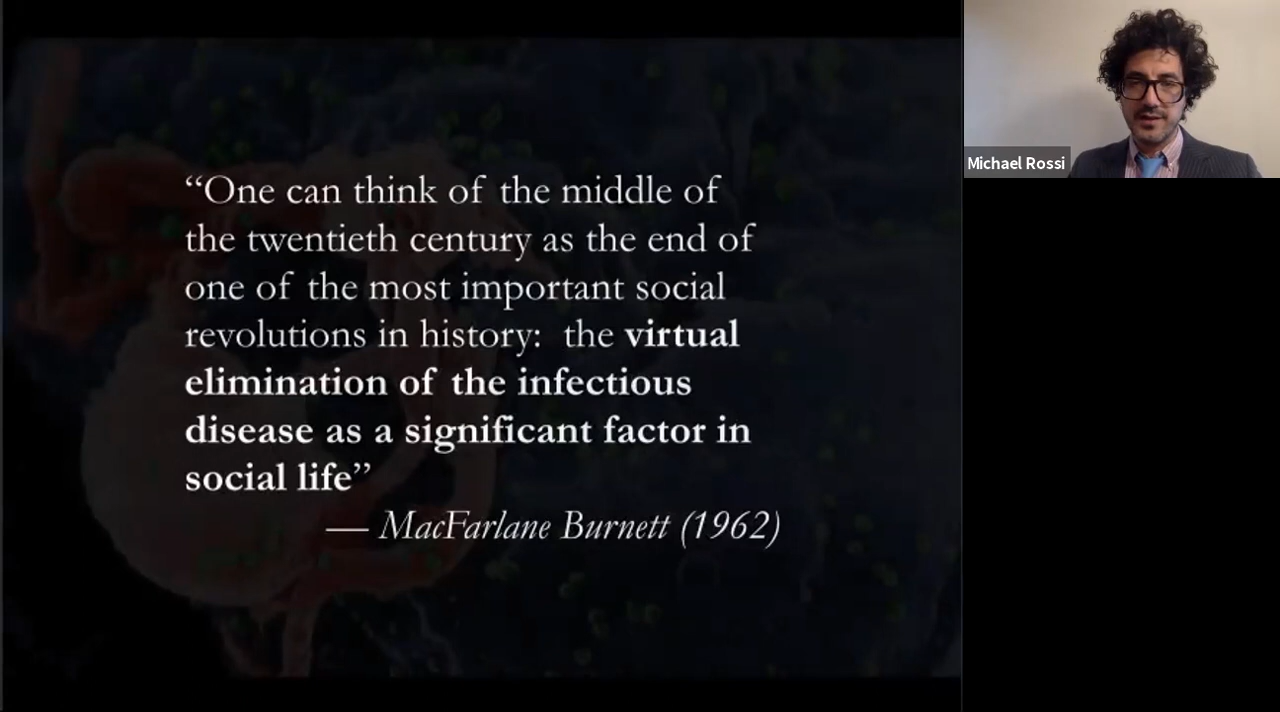 “One can think of the middle of
the twentieth century as the end of
one of the most important social
revolutions in history: the virtual
elimination of the infectious
disease as a significant factor in
social life”
— MacFarlane Burnett (1962)
Michael Rossi